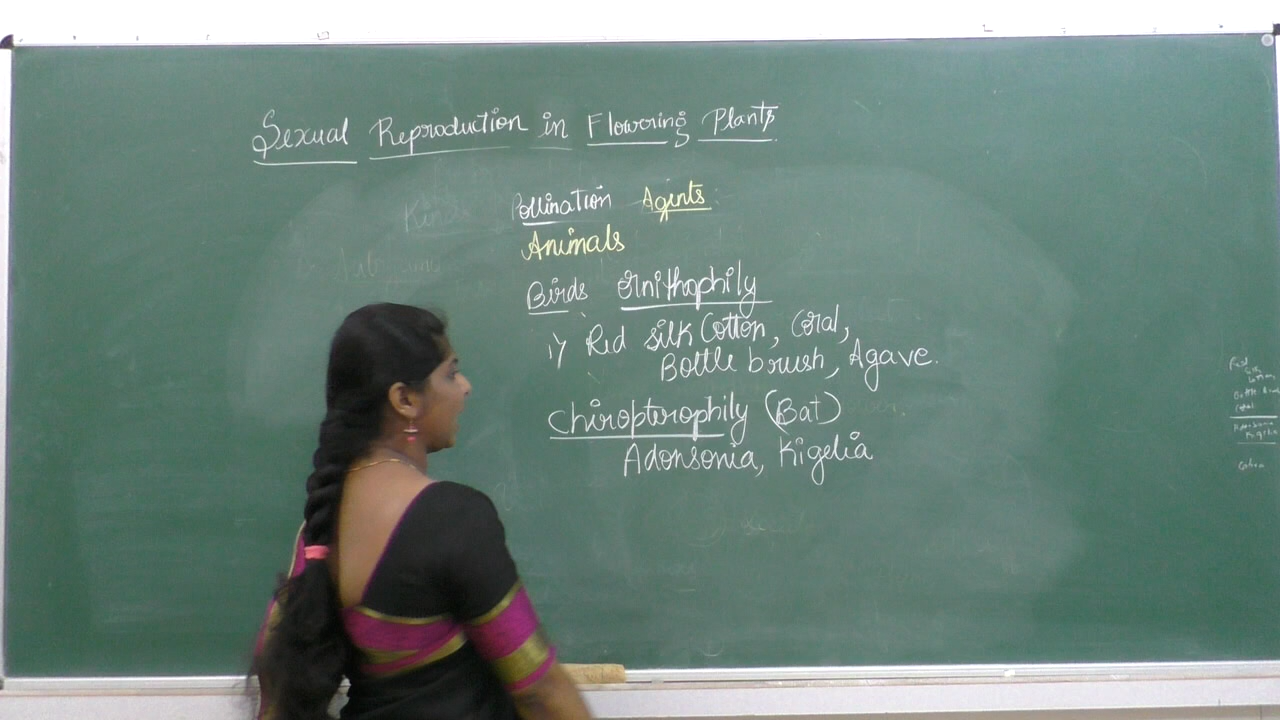 Sexual Reproduction in Flowering Plants
Pollination Agents
Animals
Birds Ornithophily
1) Red silk Cotton, Coral,
Bottle brush, Agave.
Chiropterophily (Bat)
Adonsonia, Kigelia